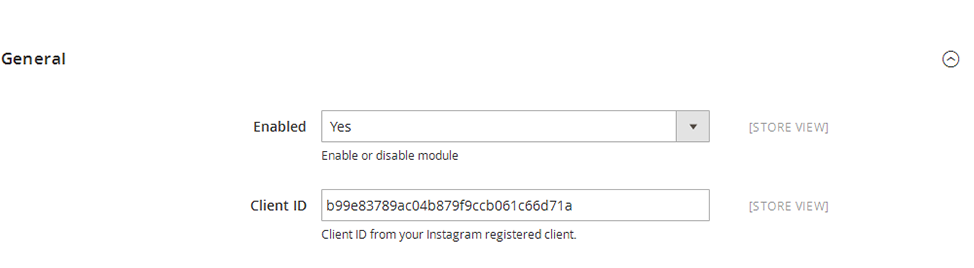 General
Enabled Yes [STORE VIEW]
Enable or disable module
Client ID b99e83789ac04b879f9ccb061c66d71a [STORE VIEW]
Client ID from your Instagram registered client.